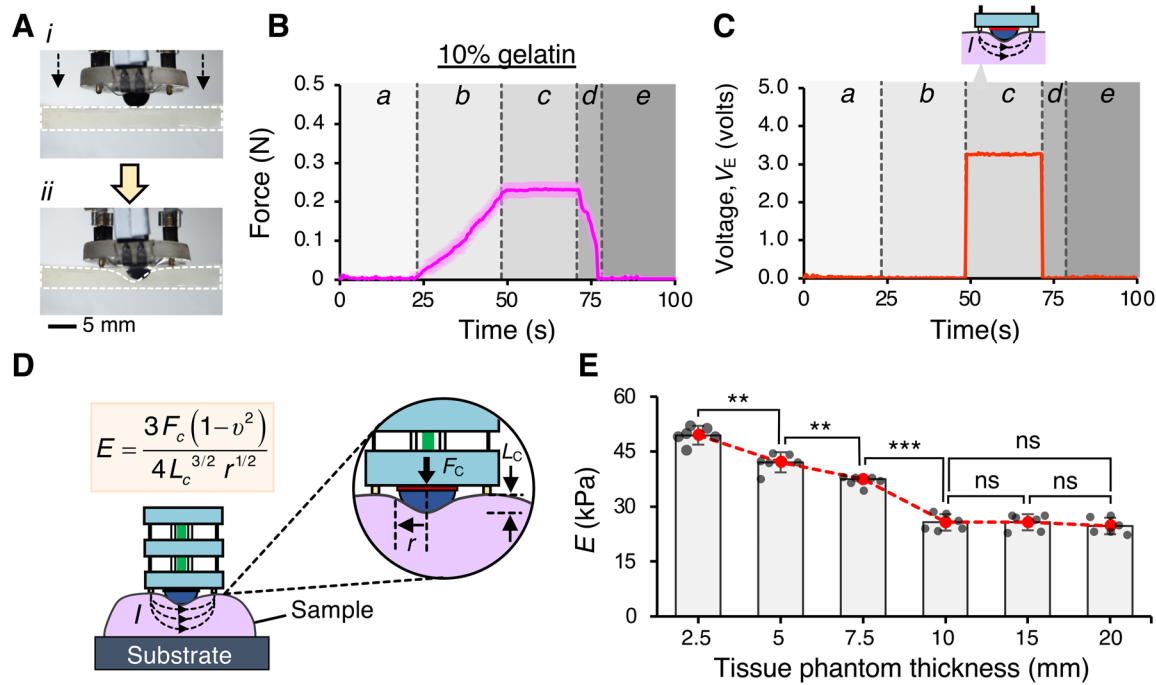 A
i
ii
5 mm
B
10% gelatin
Force (N)
0.5
0.4
0.3
0.2
0.1
0
a
b
c
d
e
0
25
50
75
100
Time (s)
C
I
Voltage, VE (volts)
5.0
4.0
3.0
2.0
1.0
0.0
a
b
c
d
e
0
25
50
75
100
Time(s)
D
E = 3Fc(1-υ²) / 4Lc^3/2 r^1/2
FC
LC
r
I
Sample
Substrate
E
E (kPa)
60
45
30
15
0
**
**
***
ns
ns
ns
2.5
5
7.5
10
15
20
Tissue phantom thickness (mm)